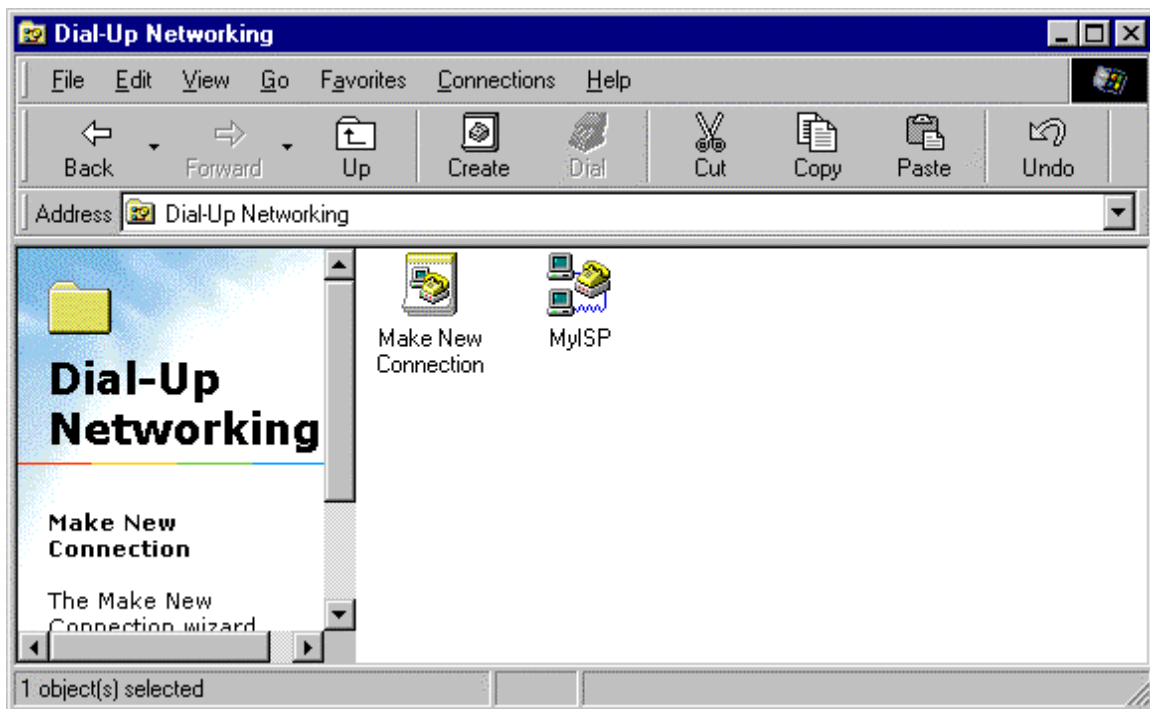 Dial-Up Networking
File Edit View Go Favorites Connections Help
Back Forward Up Create Dial Cut Copy Paste Undo
Address Dial-Up Networking
Dial-Up
Networking
Make New
Connection
The Make New
Connection wizard
Make New
Connection
MyISP
1 object(s) selected